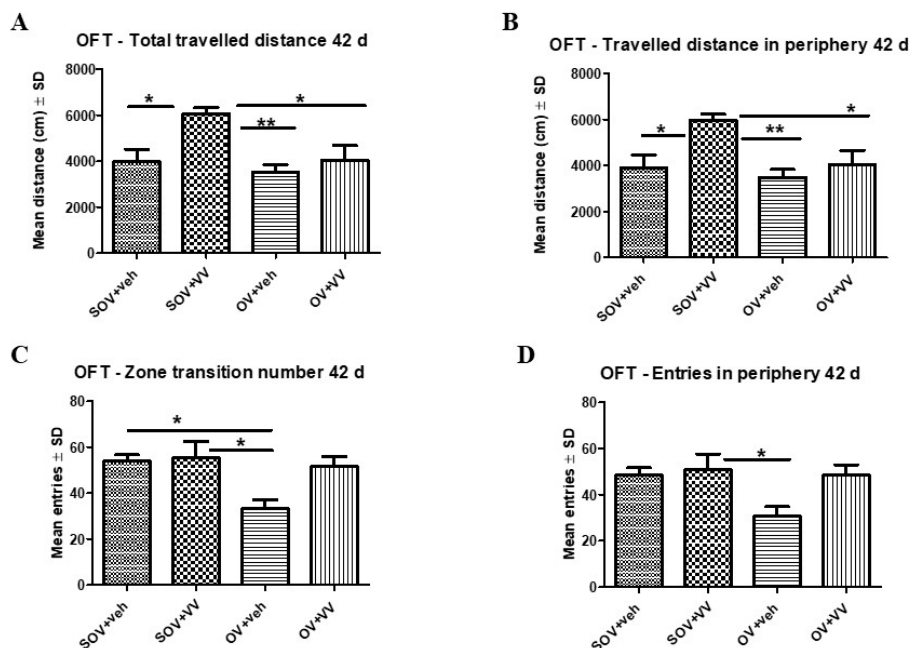 A
OFT - Total travelled distance 42 d
Mean distance (cm) ± SD
8000
6000
4000
2000
0
*
*
**
SOV+veh
SOV+VV
OV+veh
OV+VV
B
OFT - Travelled distance in periphery 42 d
Mean distance (cm) ± SD
8000
6000
4000
2000
0
*
**
*
SOV+veh
SOV+VV
OV+veh
OV+VV
C
OFT - Zone transition number 42 d
Mean entries ± SD
80
60
40
20
0
*
*
SOV+veh
SOV+VV
OV+veh
OV+VV
D
OFT - Entries in periphery 42 d
Mean entries ± SD
80
60
40
20
0
*
SOV+veh
SOV+VV
OV+veh
OV+VV